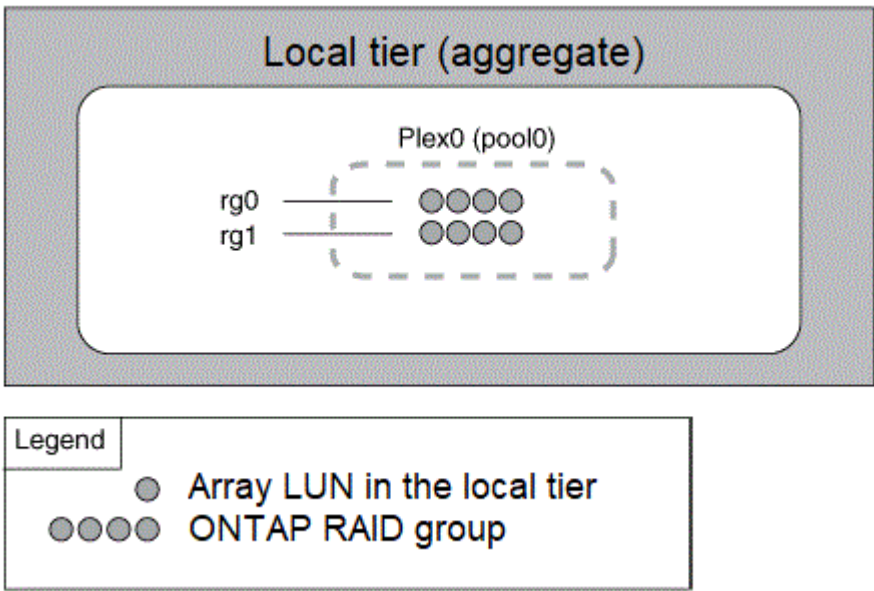 Local tier (aggregate)
Plex0 (pool0)
rg0
rg1
Legend
Array LUN in the local tier
ONTAP RAID group